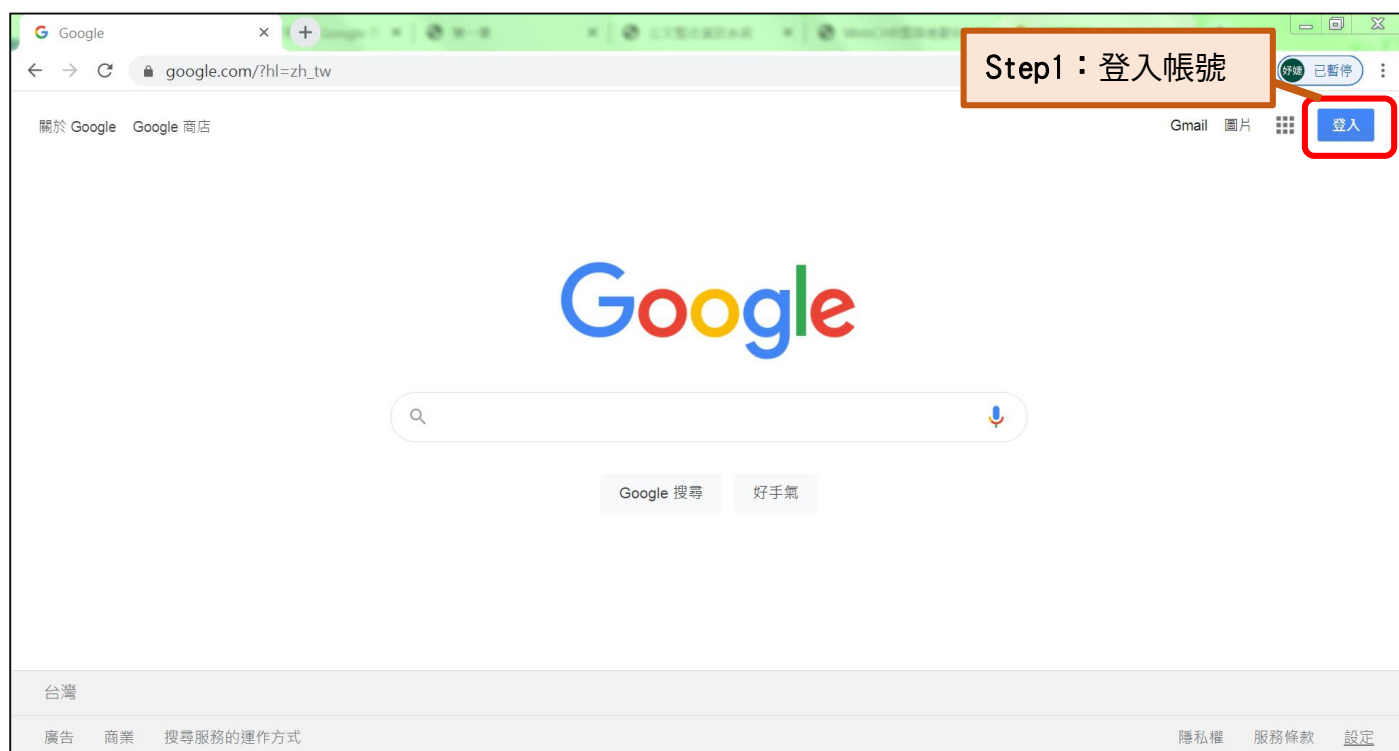 Google
google.com/?hl=zh_tw
Step1：登入帳號
妤婕 已暫停
關於 Google Google 商店
Gmail 圖片 登入
Google
Google 搜尋 好手氣
台灣
廣告 商業 搜尋服務的運作方式
隱私權 服務條款 設定